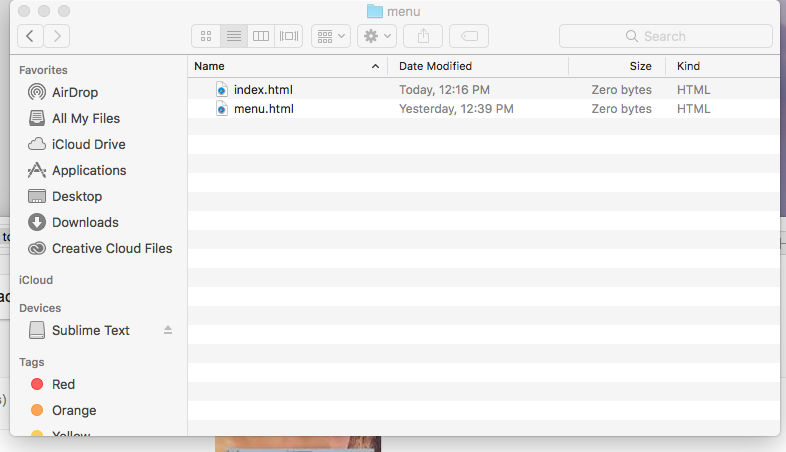 menu
Search
Favorites
AirDrop
All My Files
iCloud Drive
Applications
Desktop
Downloads
Creative Cloud Files
iCloud
Devices
Sublime Text
Tags
Red
Orange
Yellow
Name Date Modified Size Kind
index.html Today, 12:16 PM Zero bytes HTML
menu.html Yesterday, 12:39 PM Zero bytes HTML